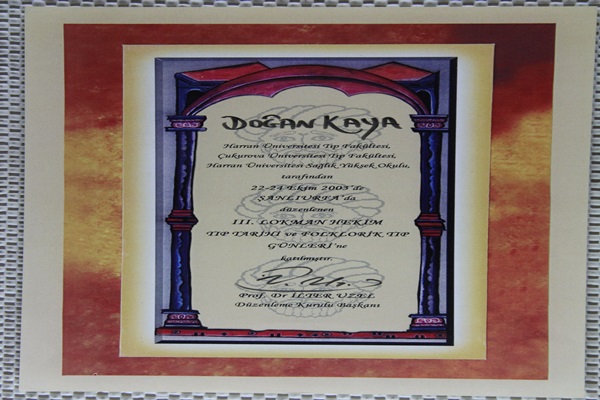 DOĞAN KAYA
Harran Üniversitesi Tıp Fakültesi,
Çukurova Üniversitesi Tıp Fakültesi,
Harran Üniversitesi Sağlık Yüksek Okulu,
tarafından
22-24 Ekim 2003'de
ŞANLIURFA'da
düzenlenen
III. LOKMAN HEKİM
TIP TARİHİ ve FOLKLORİK TIP
GÜNLERİ'ne
katılmıştır.
Prof. Dr İLTER UZEL
Düzenleme Kurulu Başkanı